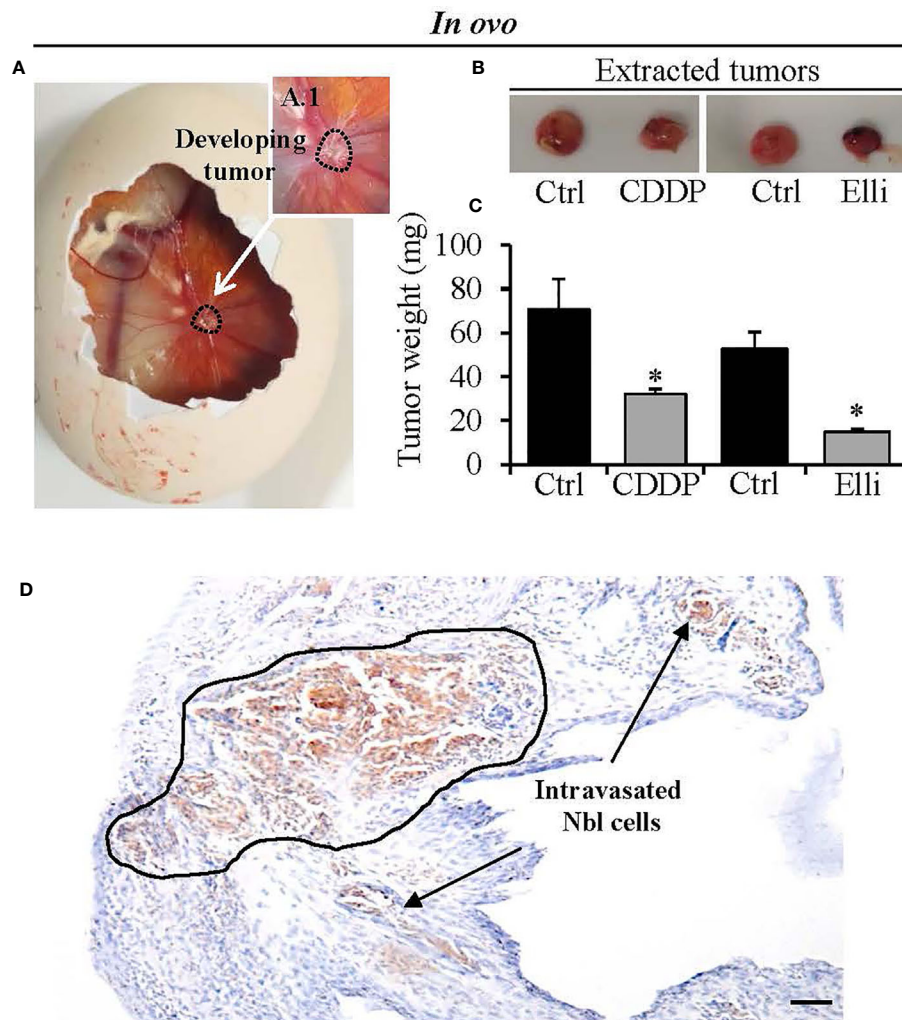 In ovo
A
A.1
Developing
tumor
B
Extracted tumors
Ctrl CDDP Ctrl Elli
C
Tumor weight (mg)
100
80
60
40
20
0
*
*
Ctrl CDDP Ctrl Elli
D
Intravasated
Nbl cells